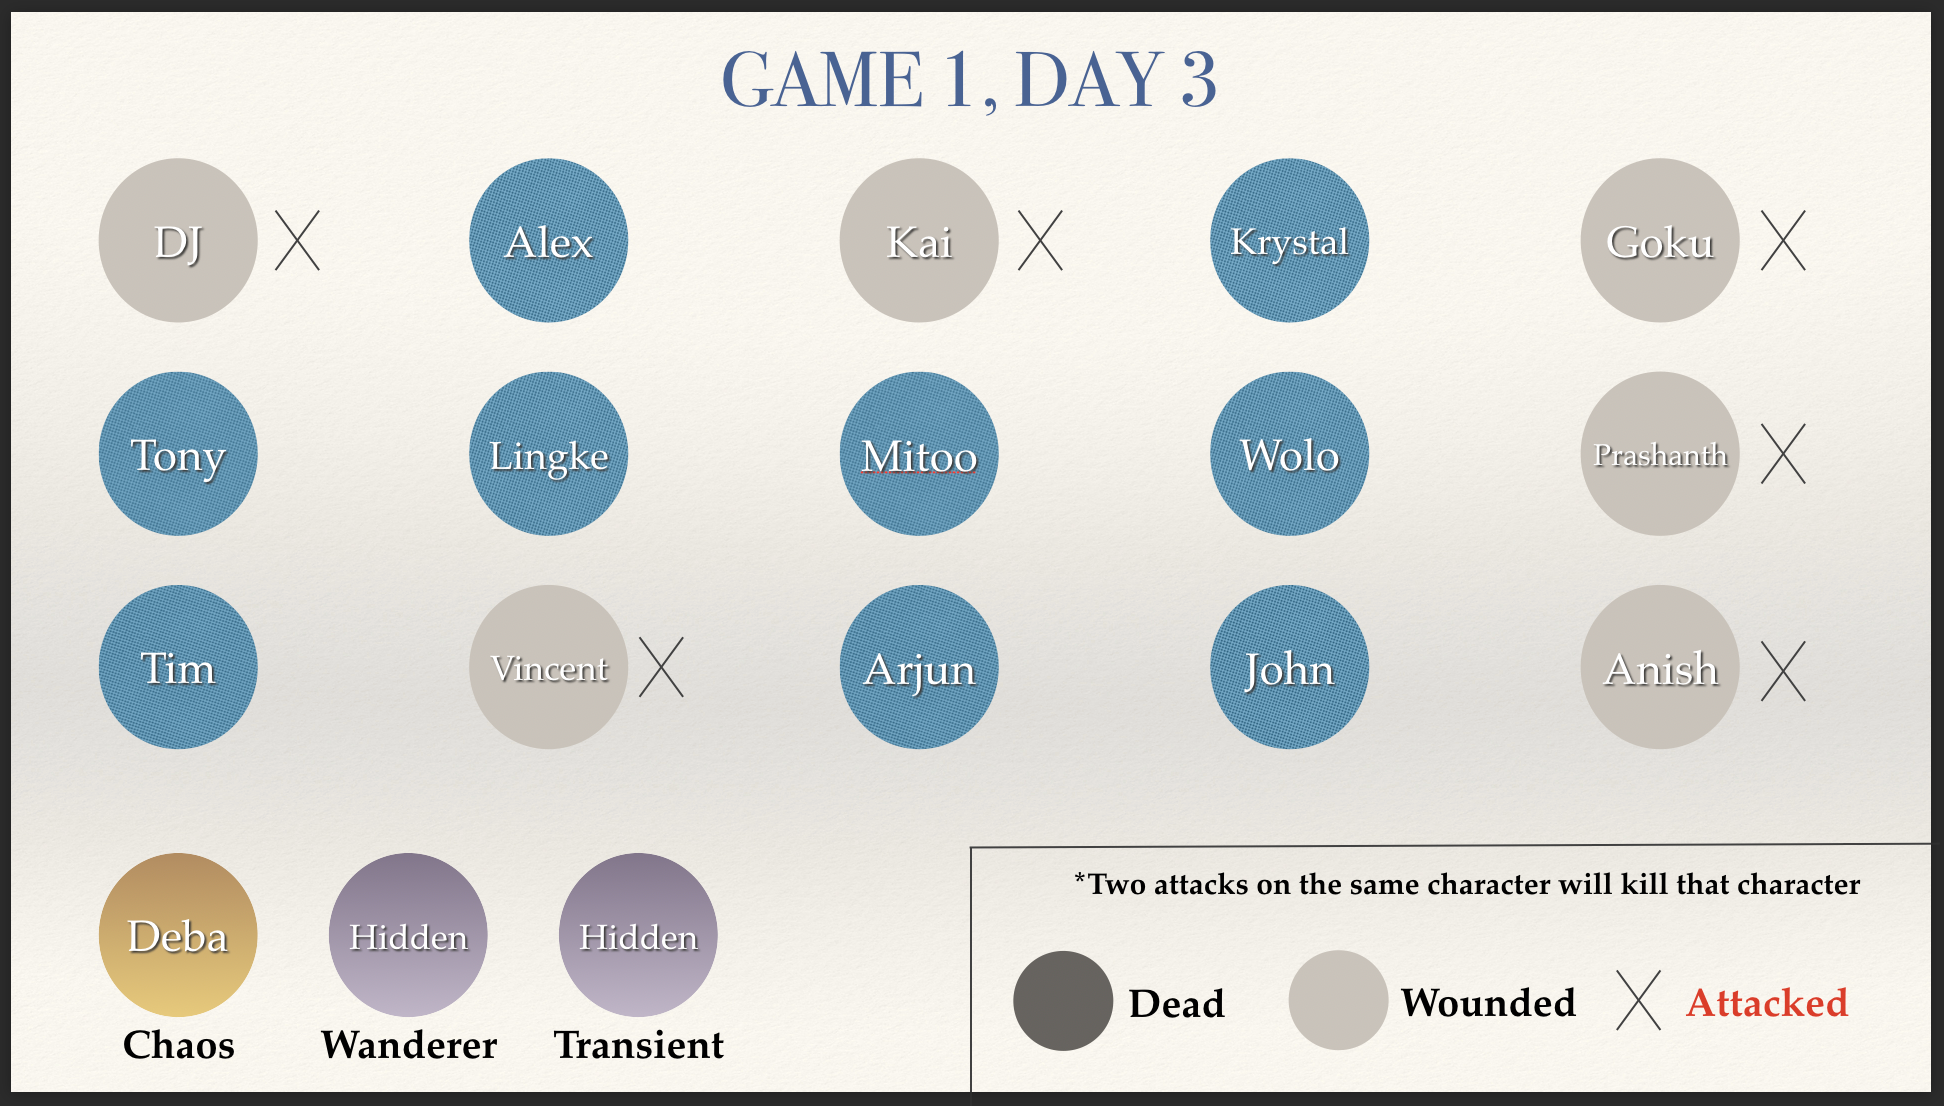 GAME 1, DAY 3
DJ
Alex
Kai
Krystal
Goku
Tony
Lingke
Mitoo
Wolo
Prashanth
Tim
Vincent
Arjun
John
Anish
Deba
Hidden
Hidden
Chaos
Wanderer
Transient
*Two attacks on the same character will kill that character
Dead
Wounded
Attacked